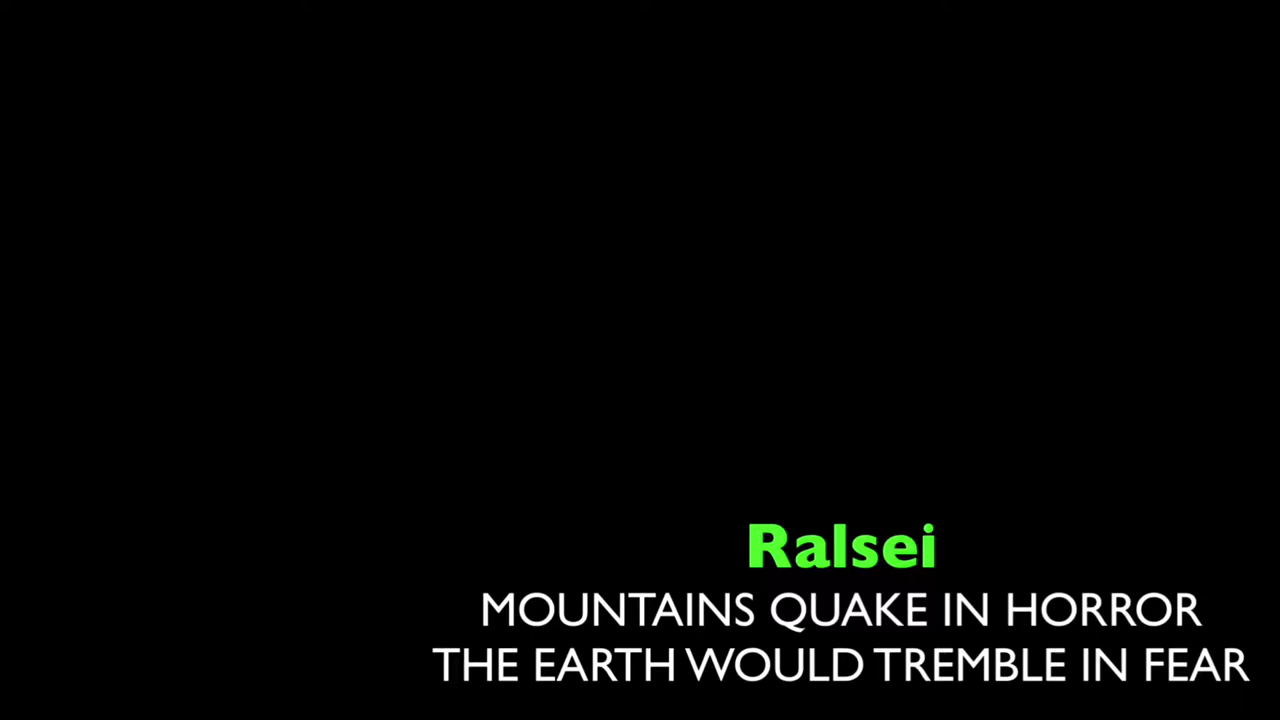 Ralsei
MOUNTAINS QUAKE IN HORROR
THE EARTH WOULD TREMBLE IN FEAR